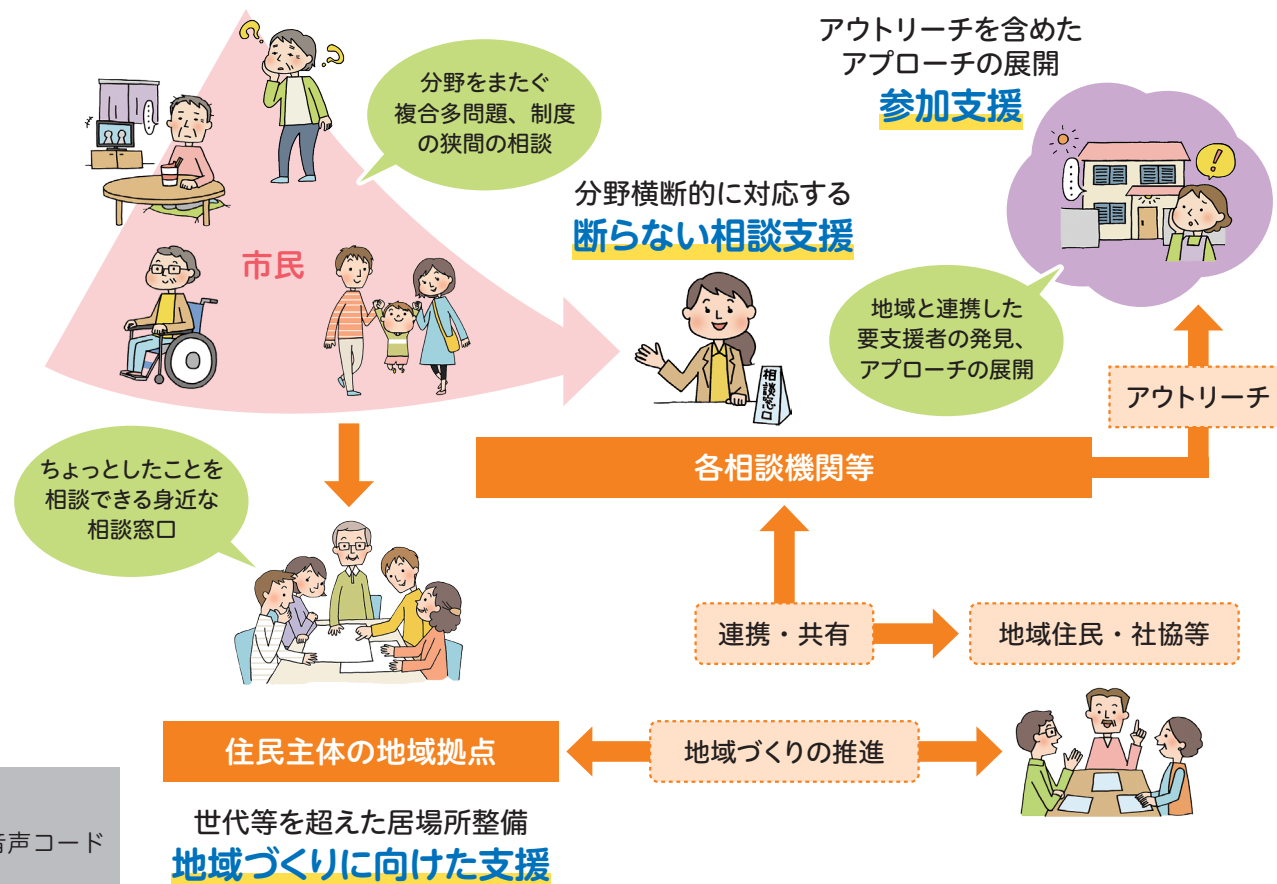 アウトリーチを含めた
アプローチの展開
参加支援
分野をまたぐ
複合多問題、制度
の狭間の相談
分野横断的に対応する
断らない相談支援
市民
相談窓口
地域と連携した
要支援者の発見、
アプローチの展開
アウトリーチ
各相談機関等
ちょっとしたことを
相談できる身近な
相談窓口
連携・共有
地域住民・社協等
住民主体の地域拠点
地域づくりの推進
世代等を超えた居場所整備
地域づくりに向けた支援
音声コード